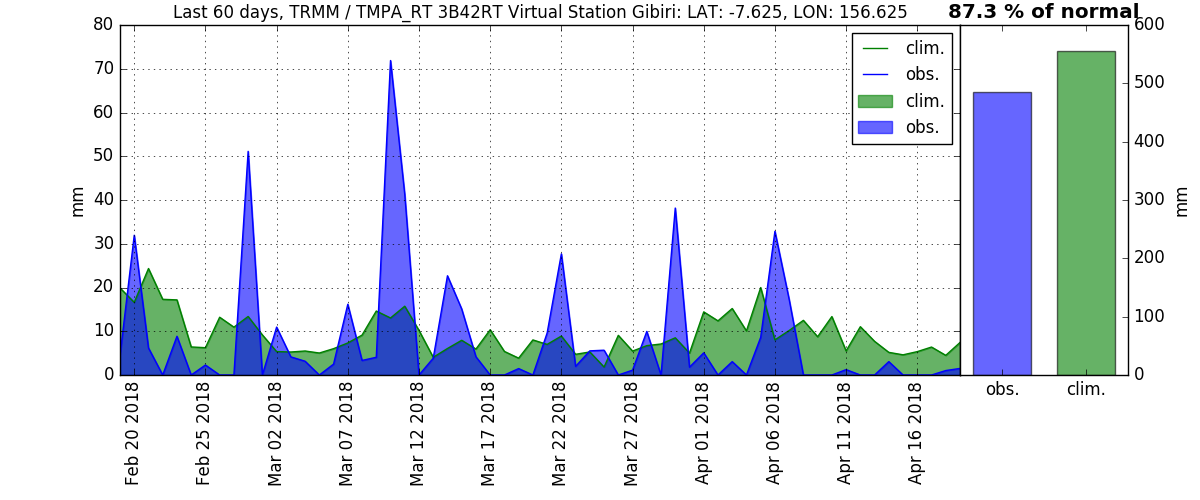 Last 60 days, TRMM / TMPA_RT 3B42RT Virtual Station Gibiri: LAT: -7.625, LON: 156.625
87.3 % of normal
80
70
60
50
40
30
20
10
0
mm
clim.
obs.
clim.
obs.
Feb 20 2018
Feb 25 2018
Mar 02 2018
Mar 07 2018
Mar 12 2018
Mar 17 2018
Mar 22 2018
Mar 27 2018
Apr 01 2018
Apr 06 2018
Apr 11 2018
Apr 16 2018
600
500
400
300
200
100
0
mm
obs.
clim.